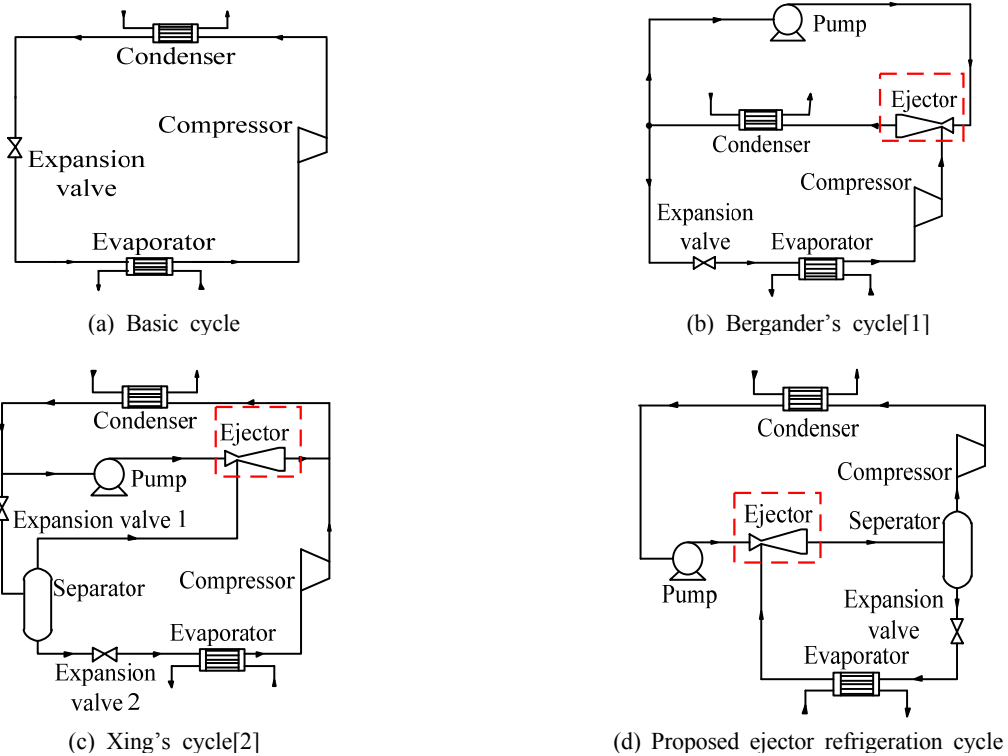 Condenser
Compressor
Expansion
valve
Evaporator
(a) Basic cycle
Pump
Ejector
Condenser
Compressor
Expansion
valve
Evaporator
(b) Bergander's cycle[1]
Condenser
Ejector
Pump
Expansion valve 1
Separator
Compressor
Evaporator
Expansion
valve 2
(c) Xing's cycle[2]
Condenser
Compressor
Ejector
Seperator
Pump
Expansion
valve
Evaporator
(d) Proposed ejector refrigeration cycle